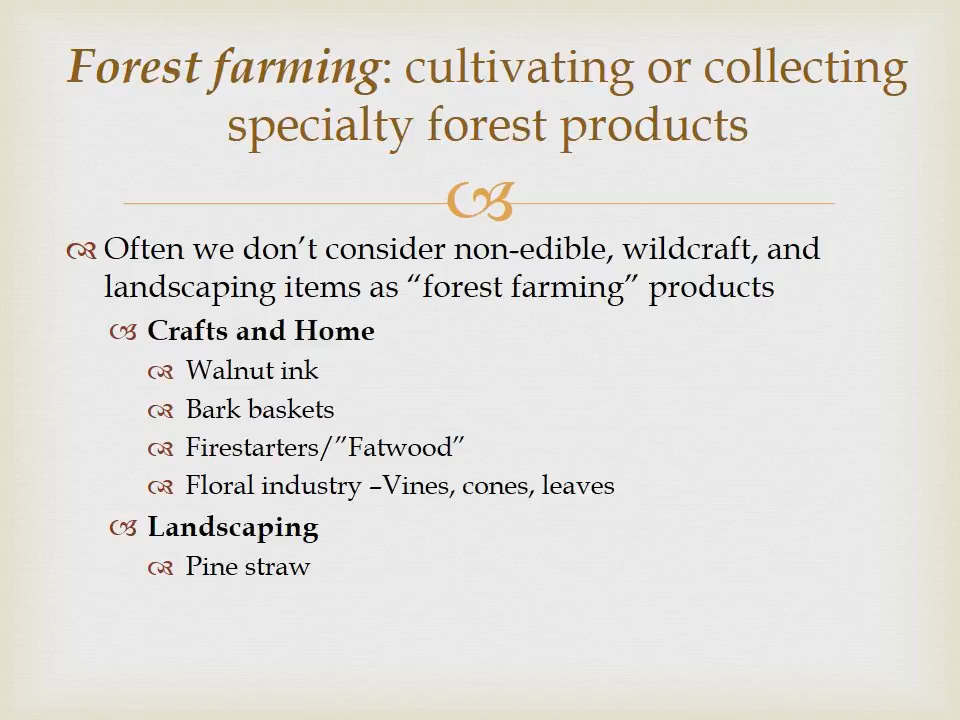 Forest farming: cultivating or collecting
specialty forest products
Often we don’t consider non-edible, wildcraft, and
landscaping items as “forest farming” products
Crafts and Home
Walnut ink
Bark baskets
Firestarters/”Fatwood”
Floral industry –Vines, cones, leaves
Landscaping
Pine straw